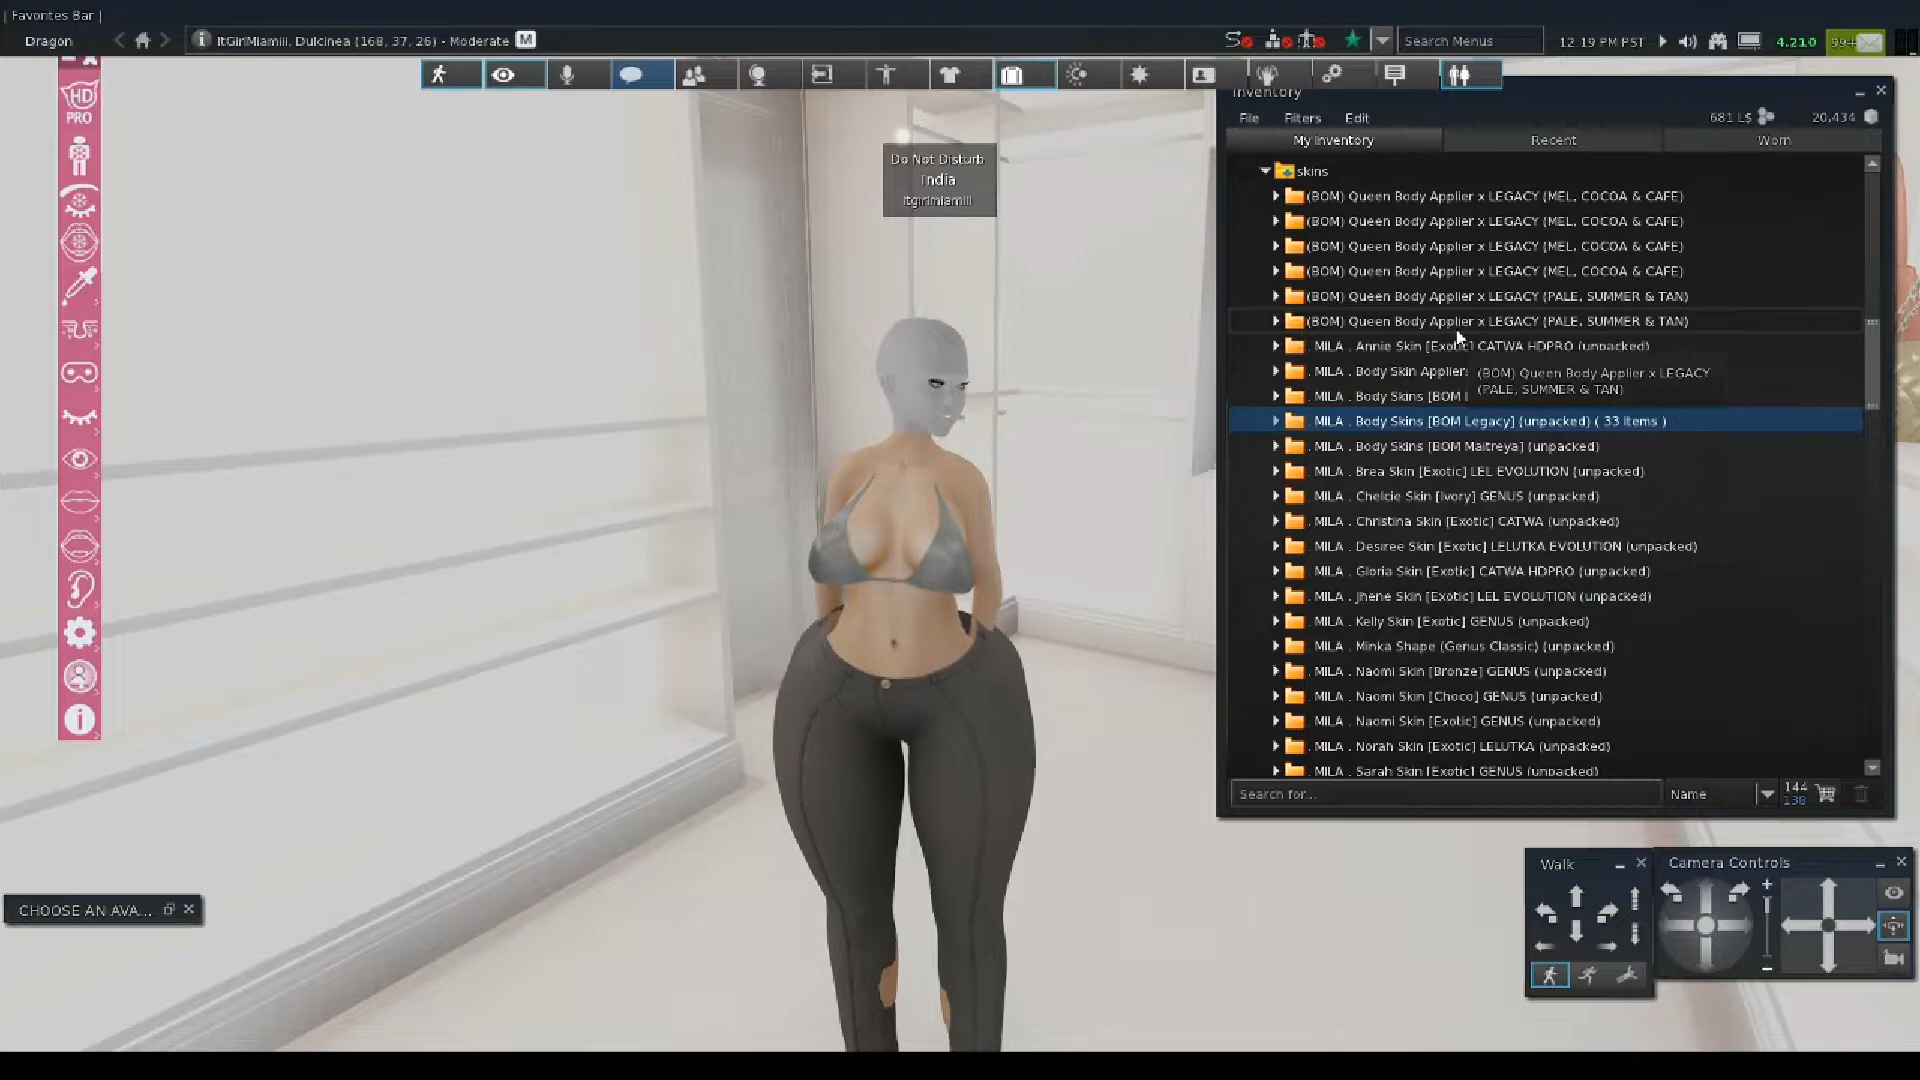 | Favorites Bar |
Dragon
ItGirlMiamiii, Dulcinea (168, 37, 26) - Moderate M
Search Menus
12:19 PM PST
4.210
99+
HD
PRO
Do Not Disturb
India
itgirlmiamiii
Inventory
File Filters Edit
681 L$
20,434
My Inventory
Recent
Worn
skins
(BOM) Queen Body Applier x LEGACY (MEL, COCOA & CAFE)
(BOM) Queen Body Applier x LEGACY (MEL, COCOA & CAFE)
(BOM) Queen Body Applier x LEGACY (MEL, COCOA & CAFE)
(BOM) Queen Body Applier x LEGACY (MEL, COCOA & CAFE)
(BOM) Queen Body Applier x LEGACY (PALE, SUMMER & TAN)
(BOM) Queen Body Applier x LEGACY (PALE, SUMMER & TAN)
. MILA . Annie Skin [Exotic] CATWA HDPRO (unpacked)
. MILA . Body Skin Applier
(BOM) Queen Body Applier x LEGACY
(PALE, SUMMER & TAN)
. MILA . Body Skins [BOM
. MILA . Body Skins [BOM Legacy] (unpacked) ( 33 Items )
. MILA . Body Skins [BOM Maitreya] (unpacked)
. MILA . Brea Skin [Exotic] LEL EVOLUTION (unpacked)
. MILA . Chelcie Skin [Ivory] GENUS (unpacked)
. MILA . Christina Skin [Exotic] CATWA (unpacked)
. MILA . Desiree Skin [Exotic] LELUTKA EVOLUTION (unpacked)
. MILA . Gloria Skin [Exotic] CATWA HDPRO (unpacked)
. MILA . Jhene Skin [Exotic] LEL EVOLUTION (unpacked)
. MILA . Kelly Skin [Exotic] GENUS (unpacked)
. MILA . Minka Shape (Genus Classic) (unpacked)
. MILA . Naomi Skin [Bronze] GENUS (unpacked)
. MILA . Naomi Skin [Choco] GENUS (unpacked)
. MILA . Naomi Skin [Exotic] GENUS (unpacked)
. MILA . Norah Skin [Exotic] LELUTKA (unpacked)
. MILA . Sarah Skin [Exotic] GENUS (unpacked)
Search for...
Name
144
138
Walk
Camera Controls
CHOOSE AN AVA...